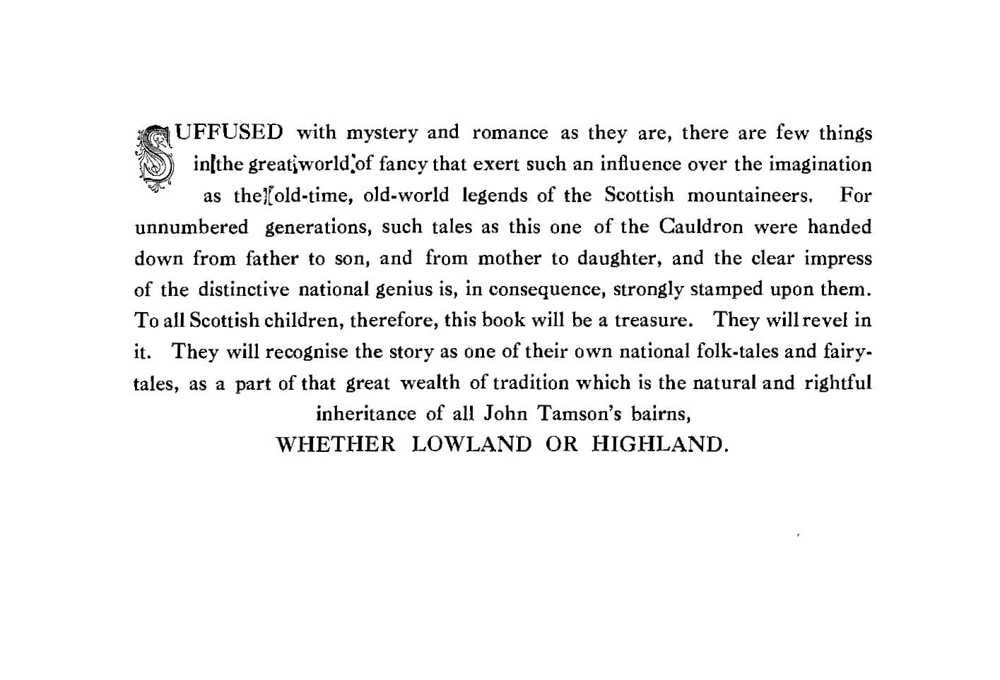 SUFFUSED with mystery and romance as they are, there are few things
in the great world of fancy that exert such an influence over the imagination
as the old-time, old-world legends of the Scottish mountaineers. For
unnumbered generations, such tales as this one of the Cauldron were handed
down from father to son, and from mother to daughter, and the clear impress
of the distinctive national genius is, in consequence, strongly stamped upon them.
To all Scottish children, therefore, this book will be a treasure. They will revel in
it. They will recognise the story as one of their own national folk-tales and fairy-
tales, as a part of that great wealth of tradition which is the natural and rightful
inheritance of all John Tamson's bairns,
WHETHER LOWLAND OR HIGHLAND.